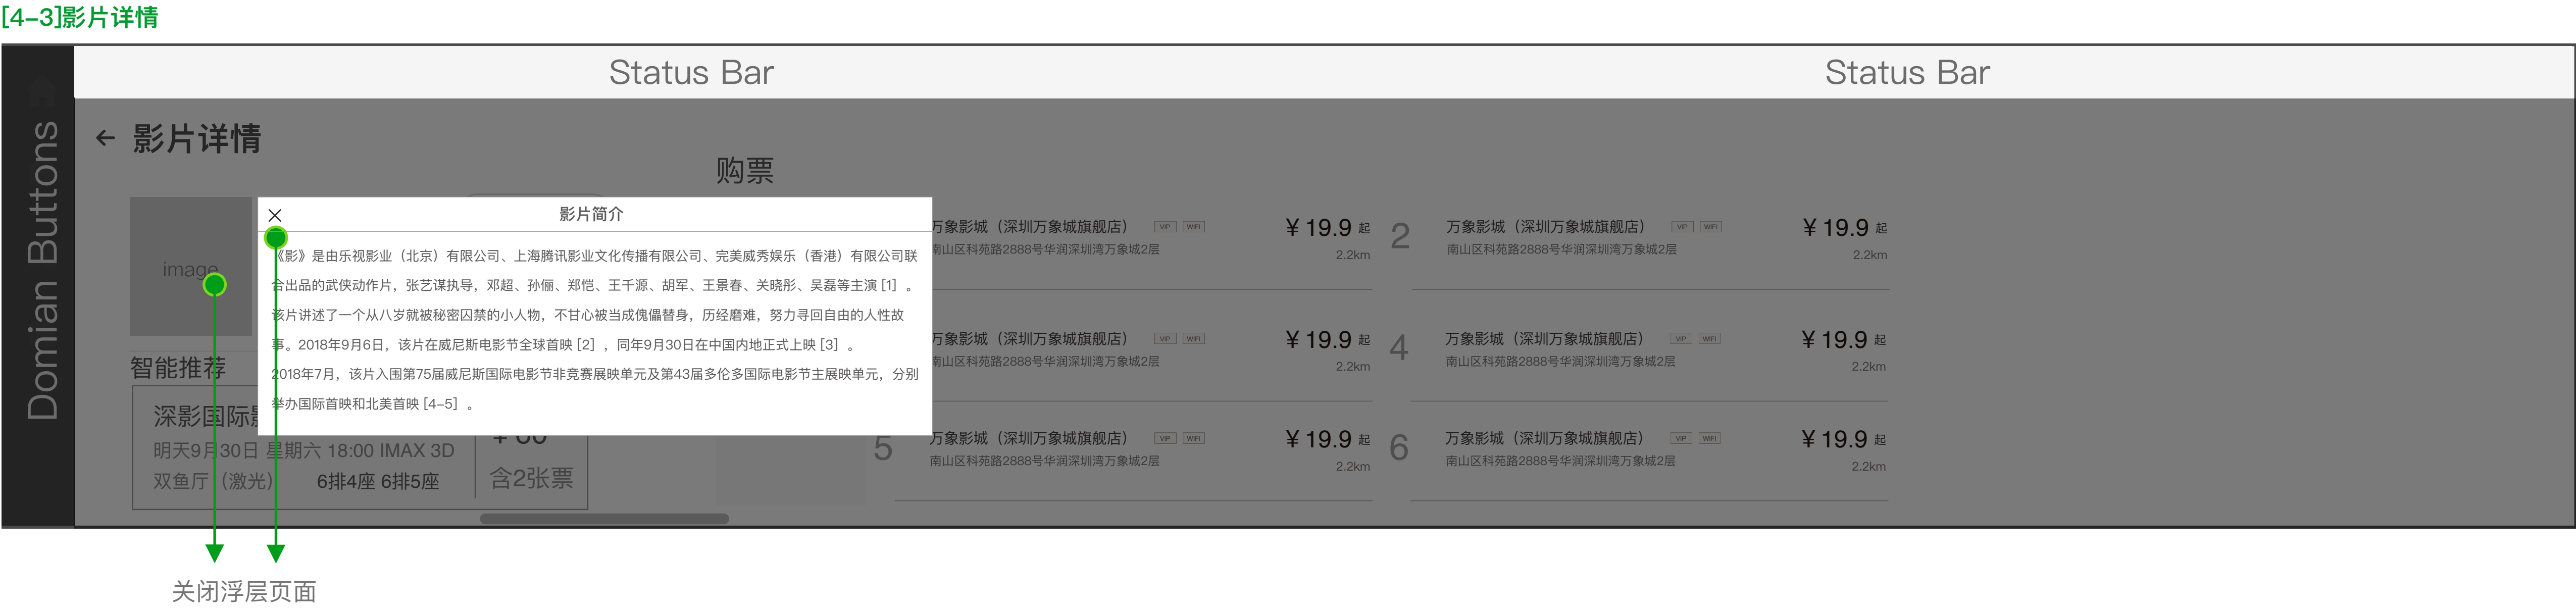 [4-3]影片详情
Status Bar
Status Bar
Domian Buttons
影片详情
购票
image
影片简介
《影》是由乐视影业（北京）有限公司、上海腾讯影业文化传播有限公司、完美威秀娱乐（香港）有限公司联
合出品的武侠动作片，张艺谋执导，邓超、孙俪、郑恺、王千源、胡军、王景春、关晓彤、吴磊等主演 [1] 。
该片讲述了一个从八岁就被秘密囚禁的小人物，不甘心被当成傀儡替身，历经磨难，努力寻回自由的人性故
事。2018年9月6日，该片在威尼斯电影节全球首映 [2] ，同年9月30日在中国内地正式上映 [3] 。
2018年7月，该片入围第75届威尼斯国际电影节非竞赛展映单元及第43届多伦多国际电影节主展映单元，分别
举办国际首映和北美首映 [4-5] 。
智能推荐
深影国际影
明天9月30日 星期六 18:00 IMAX 3D
双鱼厅（激光） 6排4座 6排5座
¥ 60
含2张票
万象影城（深圳万象城旗舰店） VIP WIFI ¥ 19.9 起
南山区科苑路2888号华润深圳湾万象城2层 2.2km
2 万象影城（深圳万象城旗舰店） VIP WIFI ¥ 19.9 起
南山区科苑路2888号华润深圳湾万象城2层 2.2km
万象影城（深圳万象城旗舰店） VIP WIFI ¥ 19.9 起
南山区科苑路2888号华润深圳湾万象城2层 2.2km
4 万象影城（深圳万象城旗舰店） VIP WIFI ¥ 19.9 起
南山区科苑路2888号华润深圳湾万象城2层 2.2km
5 万象影城（深圳万象城旗舰店） VIP WIFI ¥ 19.9 起
南山区科苑路2888号华润深圳湾万象城2层 2.2km
6 万象影城（深圳万象城旗舰店） VIP WIFI ¥ 19.9 起
南山区科苑路2888号华润深圳湾万象城2层 2.2km
关闭浮层页面